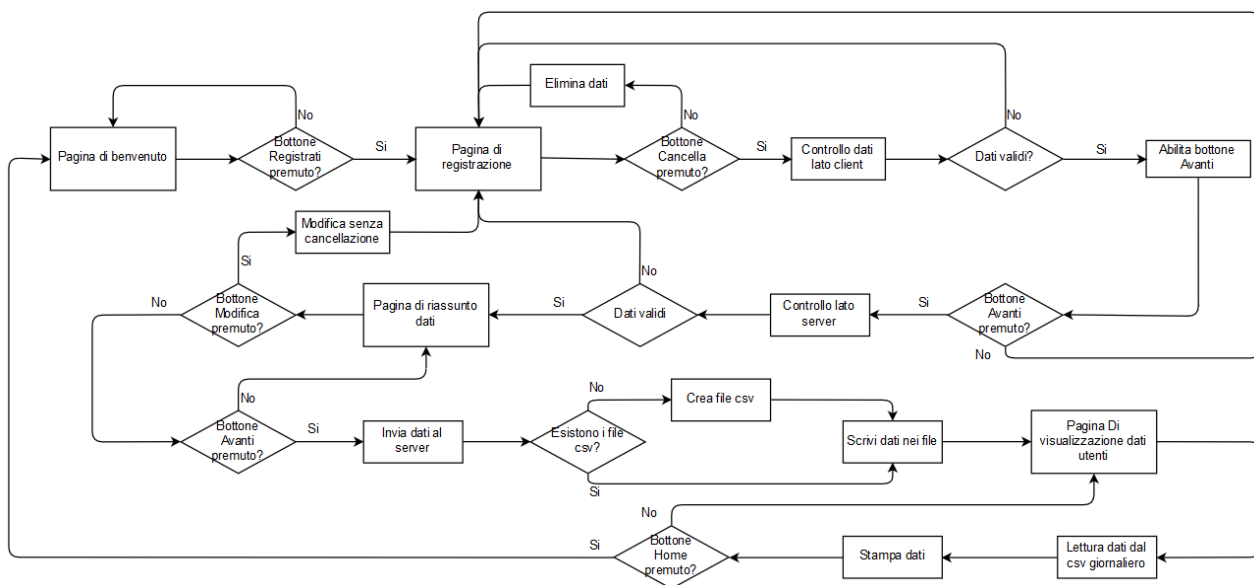 No
No
Elimina dati
Pagina di benvenuto
Bottone
Registrati
premuto?
Si
Pagina di
registrazione
Bottone
Cancella
premuto?
Si
Controllo dati
lato client
Dati validi?
Si
Abilita bottone
Avanti
No
Modifica senza
cancellazione
Si
No
Bottone
Modifica
premuto?
No
Pagina di riassunto
dati
Si
Dati validi
Controllo lato
server
Si
Bottone
Avanti
premuto?
No
No
Bottone
Avanti
premuto?
Si
Invia dati al
server
Esistono i file
csv?
No
Crea file csv
Si
Scrivi dati nei file
Pagina Di
visualizzazione dati
utenti
No
Si
Bottone
Home
premuto?
Stampa dati
Lettura dati dal
csv giornaliero